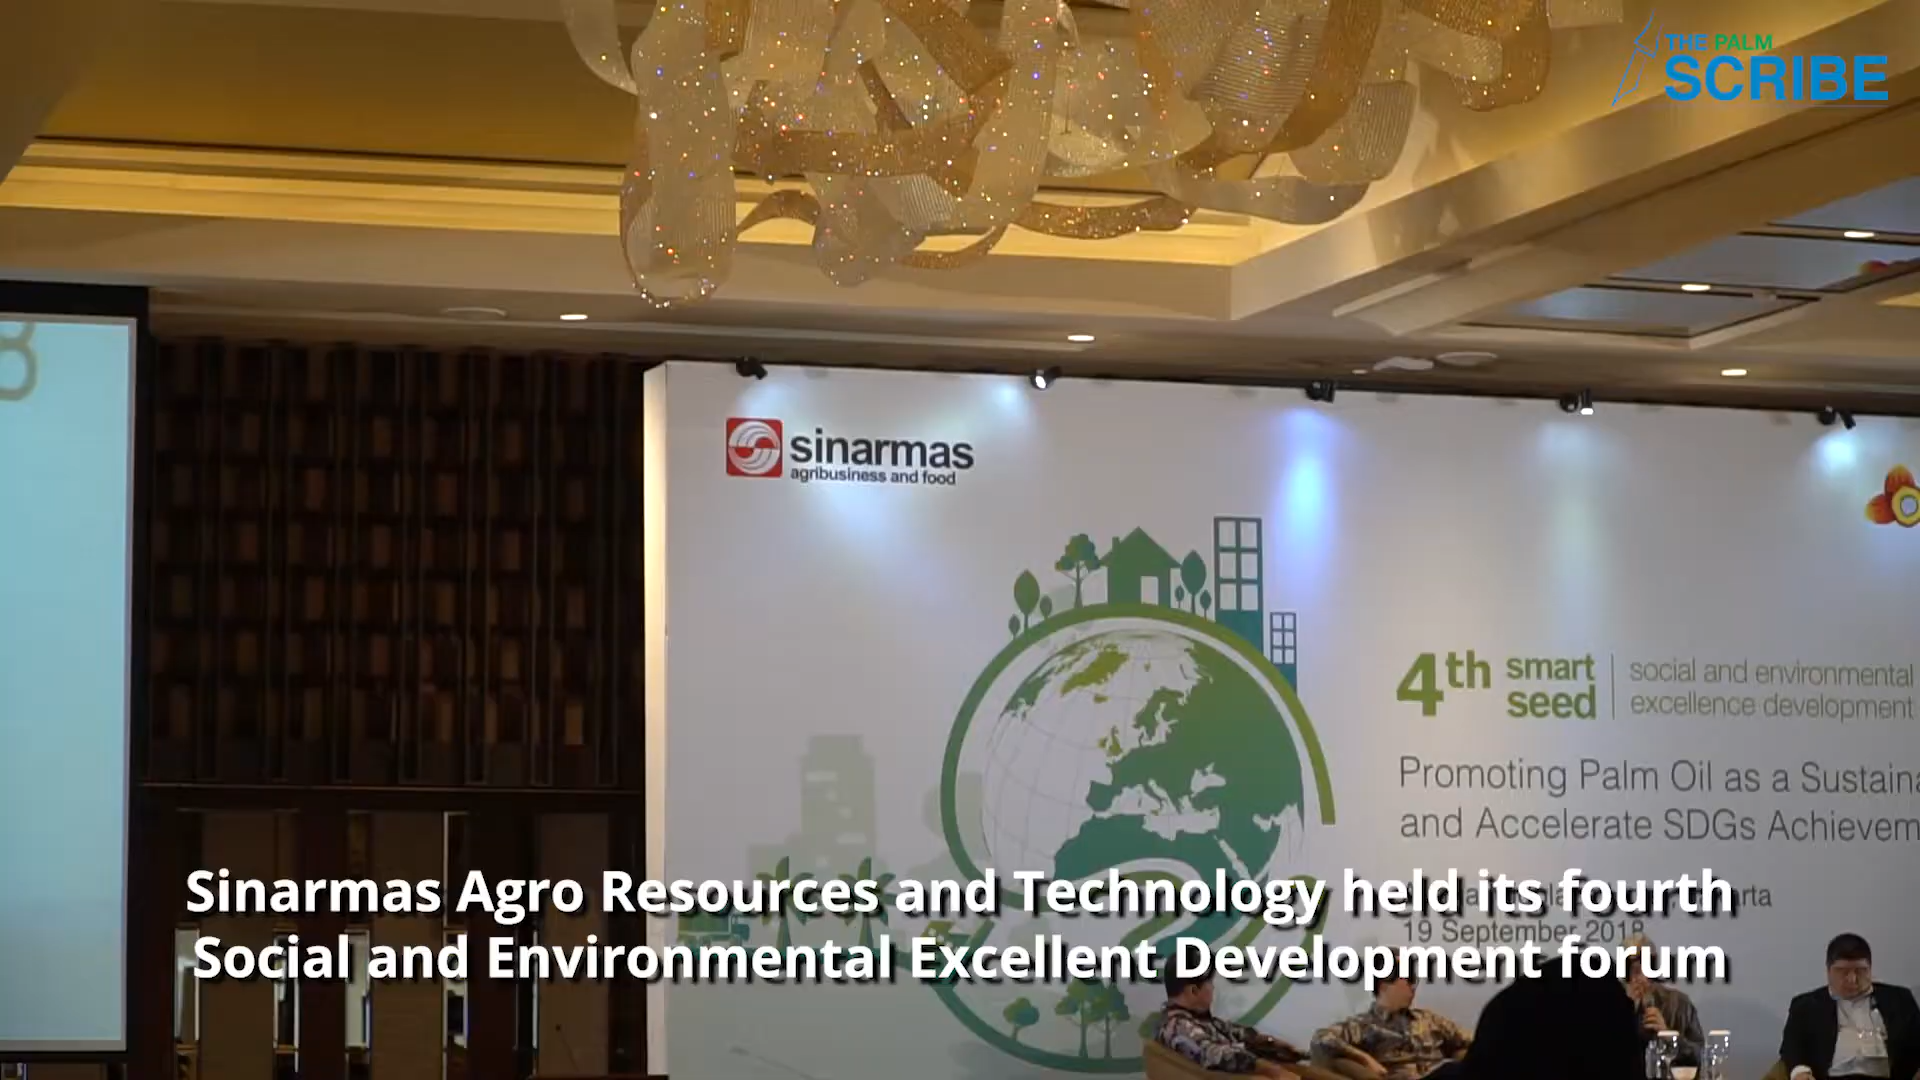 THE PALM
SCRIBE
8
sinarmas
agribusiness and food
4th smart seed
social and environmental
excellence development
Promoting Palm Oil as a
and Accelerate SDGs
19 September 2018
Sinarmas Agro Resources and Technology held its fourth
Social and Environmental Excellent Development forum